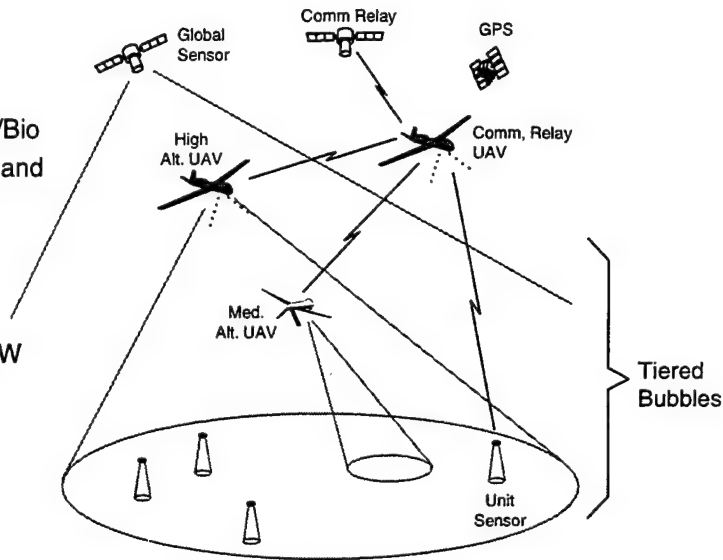 Comm Relay
Global
Sensor
GPS
/Bio
and
High
Alt. UAV
Comm, Relay
UAV
Med.
Alt. UAV
W
Tiered
Bubbles
Unit
Sensor